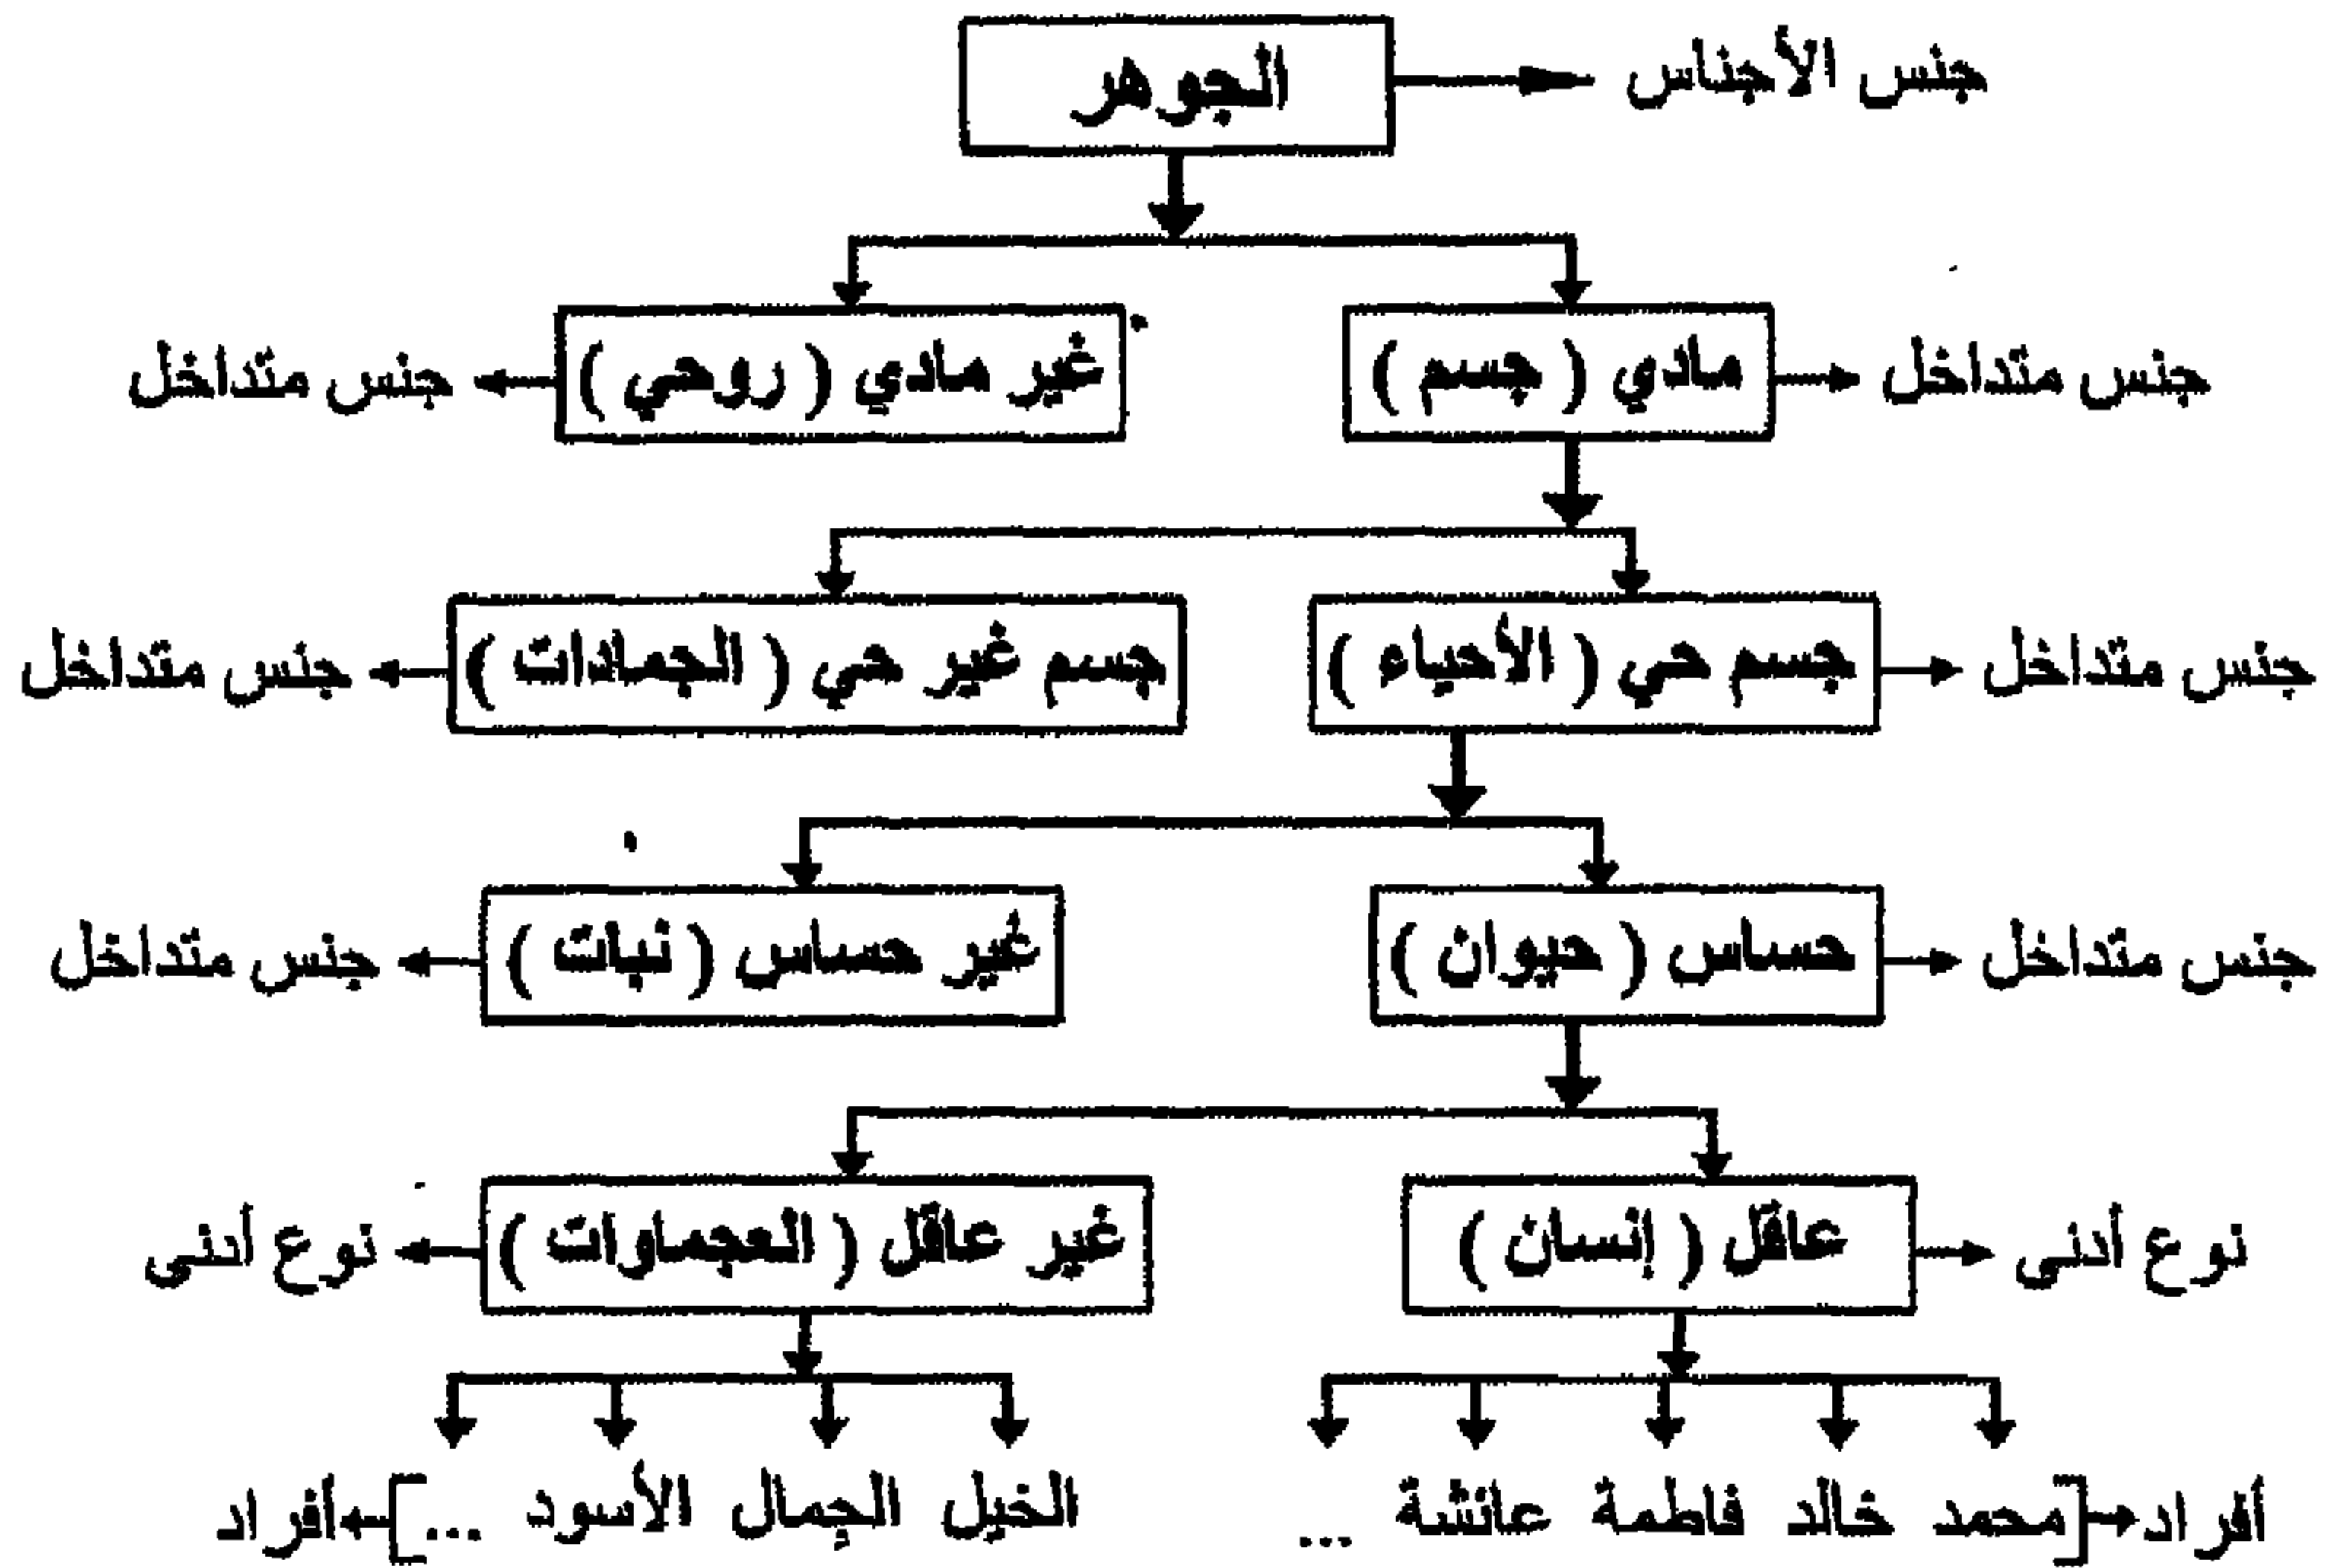 الجوهر جنس الأجناس
جنس متداخل مادي ( جسم ) غير مادي ( روحي ) جنس متداخل
جنس متداخل جسم حي ( الأحياء ) جسم غير حي ( الجمادات ) جنس متداخل
جنس متداخل حساس ( حيوان ) غير حساس ( نبات ) جنس متداخل
نوع أدنى عاقل ( إنسان ) غير عاقل ( العجماوات ) نوع أدنى
أفراد [ محمد خالد فاطمة عائشة ... الخيل الجمال الأسود ... ] أفراد